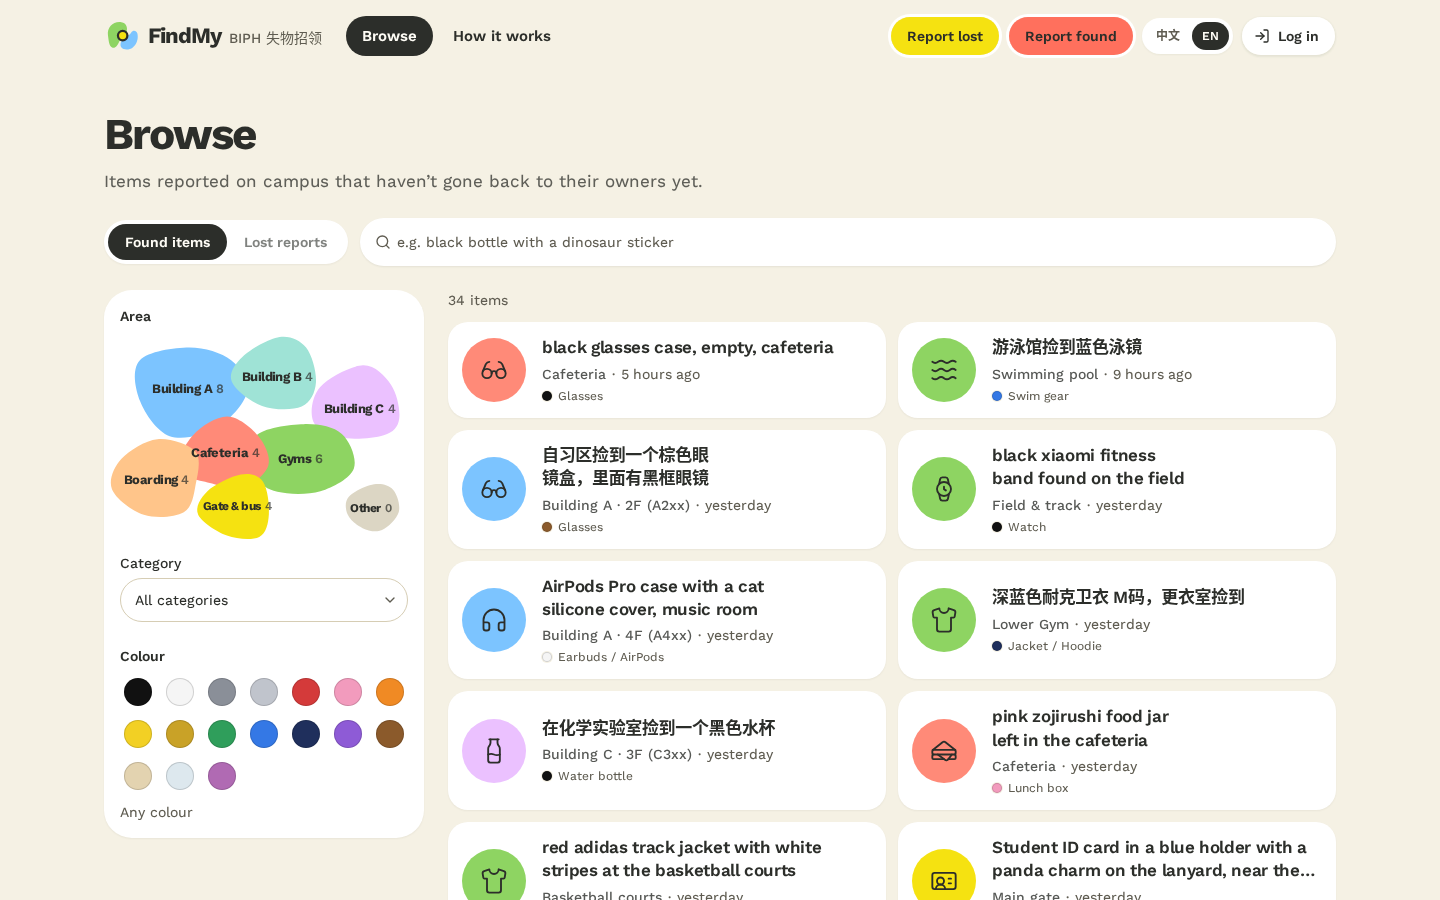 FindMy BIPH 失物招领
Browse
How it works
Report lost
Report found
中文
EN
Log in
Browse
Items reported on campus that haven’t gone back to their owners yet.
Found items
Lost reports
e.g. black bottle with a dinosaur sticker
Area
Building A 8
Building B 4
Building C 4
Cafeteria 4
Gyms 6
Boarding 4
Gate & bus 4
Other 0
Category
All categories
Colour
Any colour
34 items
black glasses case, empty, cafeteria
Cafeteria · 5 hours ago
Glasses
游泳馆捡到蓝色泳镜
Swimming pool · 9 hours ago
Swim gear
自习区捡到一个棕色眼
镜盒，里面有黑框眼镜
Building A · 2F (A2xx) · yesterday
Glasses
black xiaomi fitness
band found on the field
Field & track · yesterday
Watch
AirPods Pro case with a cat
silicone cover, music room
Building A · 4F (A4xx) · yesterday
Earbuds / AirPods
深蓝色耐克卫衣 M码，更衣室捡到
Lower Gym · yesterday
Jacket / Hoodie
在化学实验室捡到一个黑色水杯
Building C · 3F (C3xx) · yesterday
Water bottle
pink zojirushi food jar
left in the cafeteria
Cafeteria · yesterday
Lunch box
red adidas track jacket with white
stripes at the basketball courts
Basketball courts · yesterday
Student ID card in a blue holder with a
panda charm on the lanyard, near the...
Main gate · yesterday